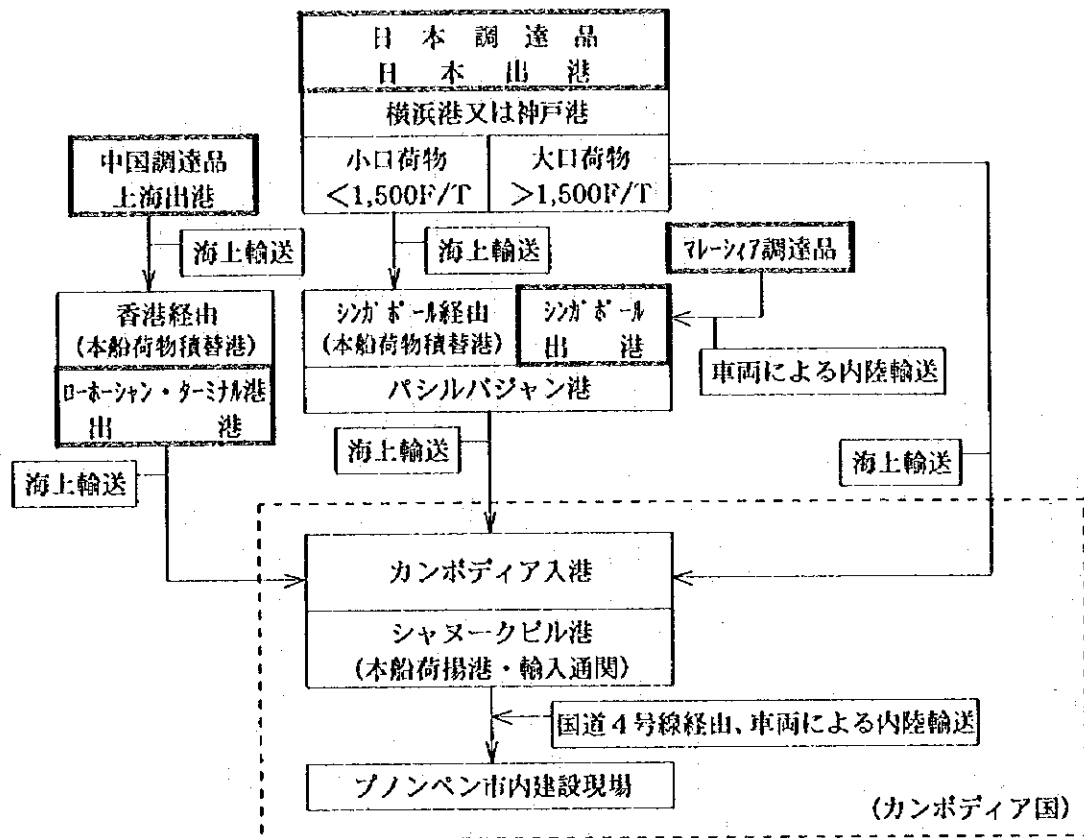 日本調達品
日本出港
横浜港又は神戸港
小口荷物
<1,500F/T
大口荷物
>1,500F/T
中国調達品
上海出港
海上輸送
海上輸送
マレーシィア調達品
香港経由
(本船荷物積替港)
ローホーシャン・ターミナル港
出港
シンガポール経由
(本船荷物積替港)
シンガポール
出港
パシルパジャン港
車両による内陸輸送
海上輸送
海上輸送
海上輸送
カンボディア入港
シャヌークビル港
(本船荷揚港・輸入通関)
国道4号線経由、車両による内陸輸送
プノンペン市内建設現場
(カンボディア国)